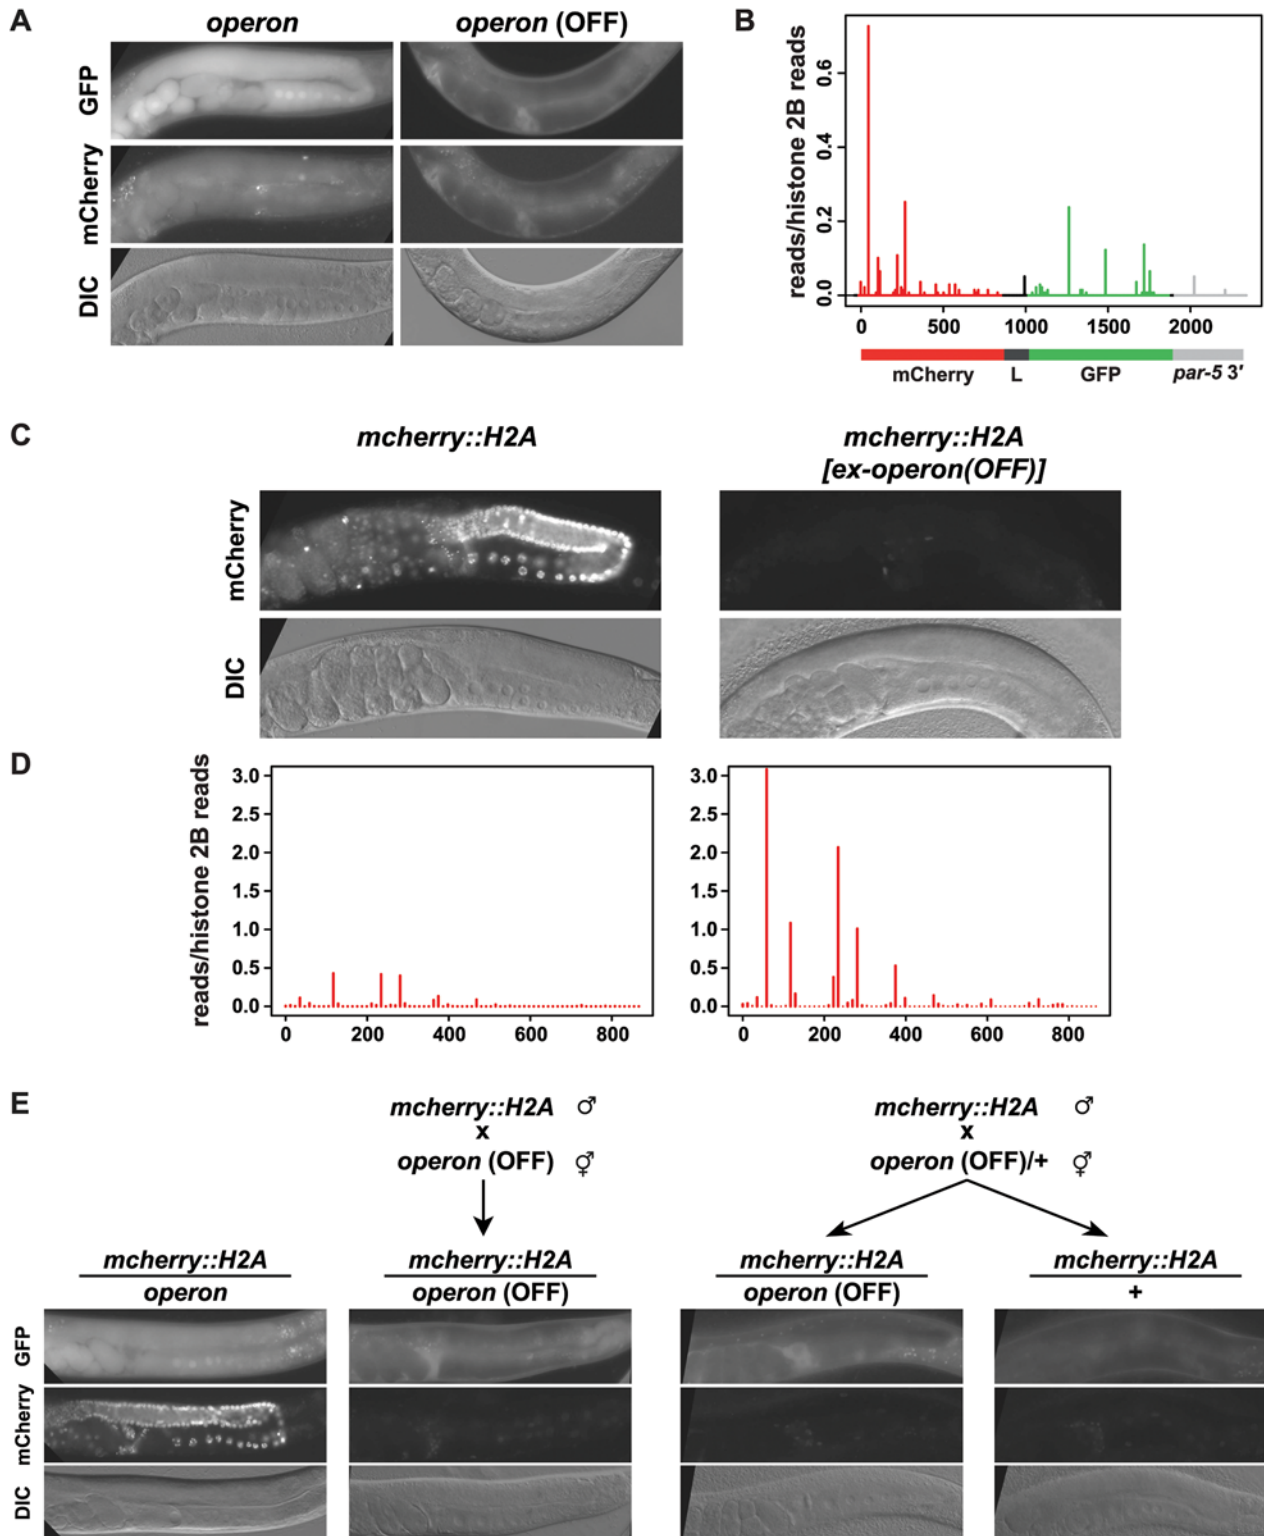 A
operon
operon (OFF)
GFP
mCherry
DIC
B
reads/histone 2B reads
0.6
0.4
0.2
0.0
0 500 1000 1500 2000
mCherry L GFP par-5 3'
C
mcherry::H2A
mcherry::H2A
[ex-operon(OFF)]
mCherry
DIC
D
reads/histone 2B reads
3.0
2.5
2.0
1.5
1.0
0.5
0.0
0 200 400 600 800
3.0
2.5
2.0
1.5
1.0
0.5
0.0
0 200 400 600 800
E
mcherry::H2A ♂
x
operon (OFF) ⚥
mcherry::H2A ♂
x
operon (OFF)/+ ⚥
mcherry::H2A
operon
mcherry::H2A
operon (OFF)
mcherry::H2A
operon (OFF)
mcherry::H2A
+
GFP
mCherry
DIC